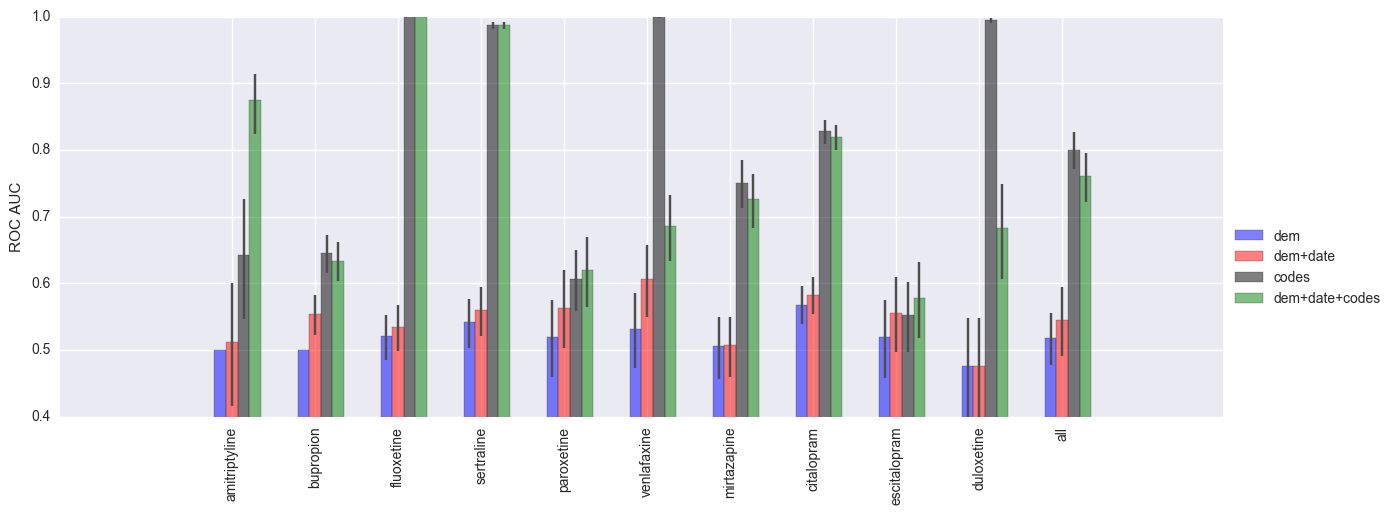 1.0
0.9
0.8
0.7
0.6
0.5
0.4
ROC AUC
amitriptyline
bupropion
fluoxetine
sertraline
paroxetine
venlafaxine
mirtazapine
citalopram
escitalopram
duloxetine
all
dem
dem+date
codes
dem+date+codes